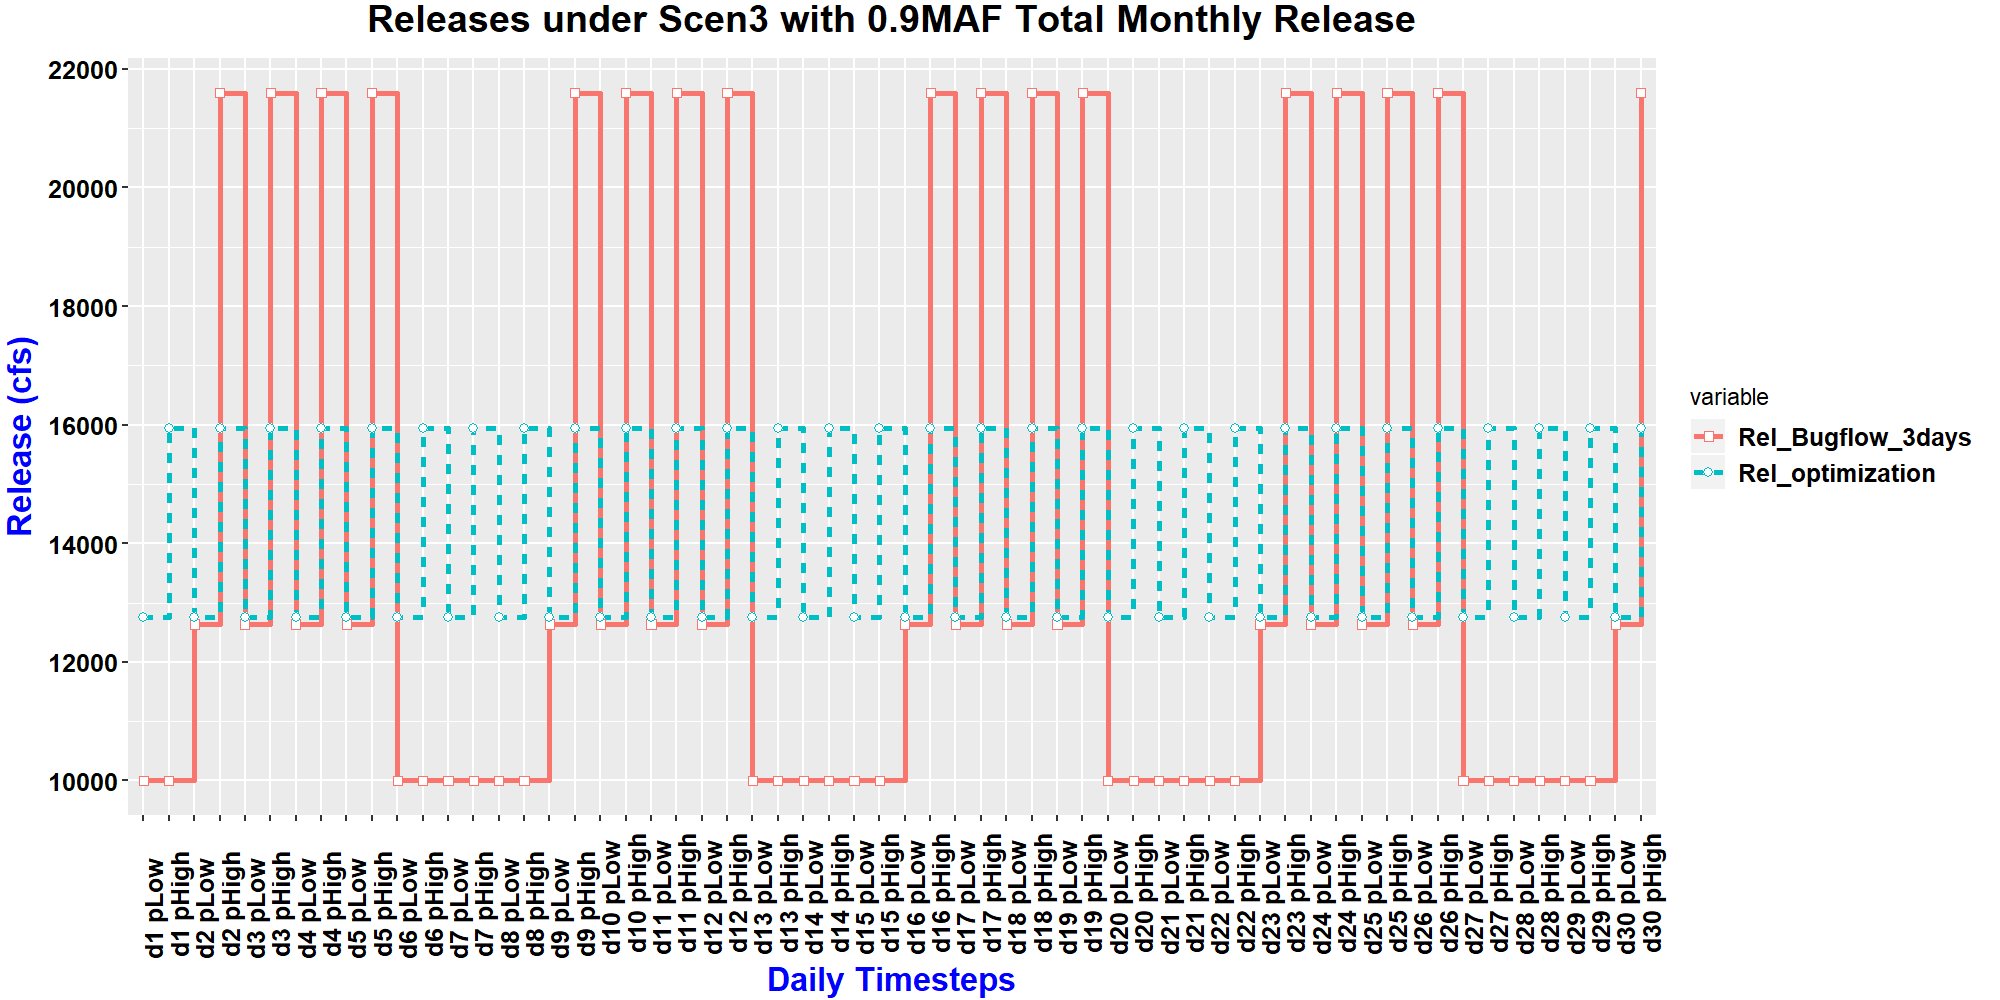 Releases under Scen3 with 0.9MAF Total Monthly Release
Release (cfs)
22000
20000
18000
16000
14000
12000
10000
d1 pLow
d1 pHigh
d2 pLow
d2 pHigh
d3 pLow
d3 pHigh
d4 pLow
d4 pHigh
d5 pLow
d5 pHigh
d6 pLow
d6 pHigh
d7 pLow
d7 pHigh
d8 pLow
d8 pHigh
d9 pLow
d9 pHigh
d10 pLow
d10 pHigh
d11 pLow
d11 pHigh
d12 pLow
d12 pHigh
d13 pLow
d13 pHigh
d14 pLow
d14 pHigh
d15 pLow
d15 pHigh
d16 pLow
d16 pHigh
d17 pLow
d17 pHigh
d18 pLow
d18 pHigh
d19 pLow
d19 pHigh
d20 pLow
d20 pHigh
d21 pLow
d21 pHigh
d22 pLow
d22 pHigh
d23 pLow
d23 pHigh
d24 pLow
d24 pHigh
d25 pLow
d25 pHigh
d26 pLow
d26 pHigh
d27 pLow
d27 pHigh
d28 pLow
d28 pHigh
d29 pLow
d29 pHigh
d30 pLow
d30 pHigh
Daily Timesteps
variable
Rel_Bugflow_3days
Rel_optimization